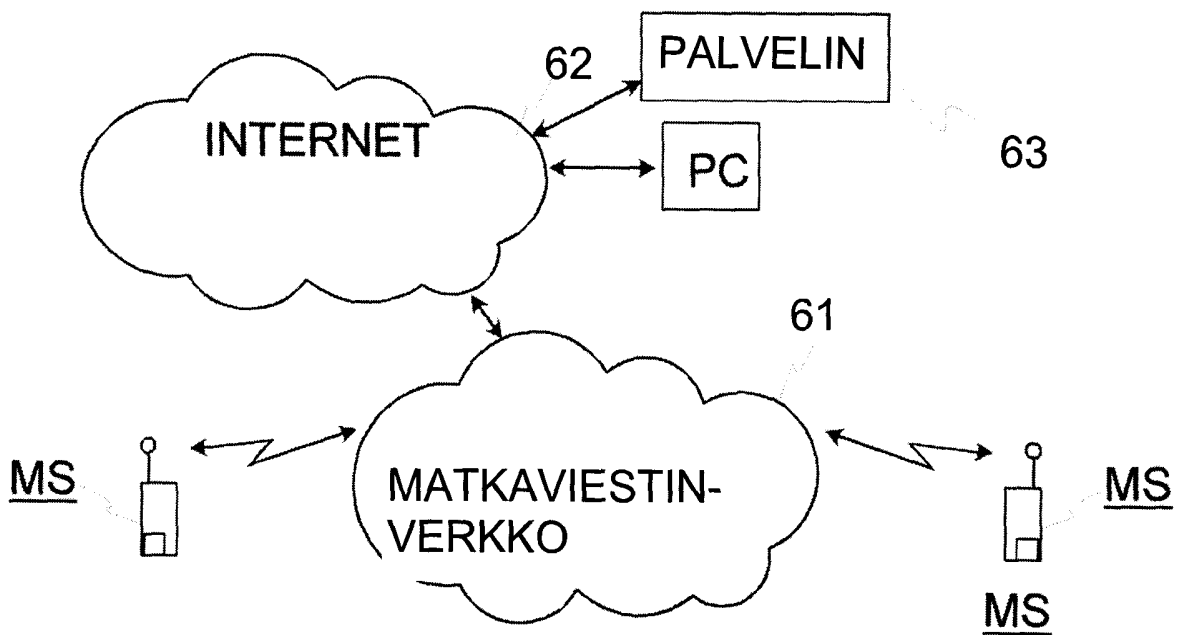 PALVELIN
62
INTERNET
63
PC
61
MS
MATKAVIESTIN-
VERKKO
MS
MS